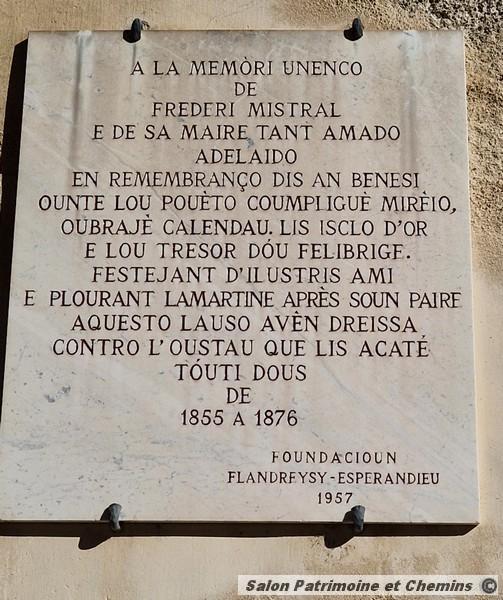 A LA MEMÒRI UNENCO
DE
FREDERI MISTRAL
E DE SA MAIRE TANT AMADO
ADELAIDO
EN REMEMBRANÇO DIS AN BENESI
OUNTE LOU POUÈTO COUMPLIGUÈ MIRÈIO,
OUBRAJÈ CALENDAU. LIS ISCLO D'OR
E LOU TRESOR DÓU FELIBRIGE.
FESTEJANT D'ILUSTRIS AMI
E PLOURANT LAMARTINE APRÈS SOUN PAIRE
AQUESTO LAUSO AVÈN DREISSA
CONTRO L'OUSTAU QUE LIS ACATÉ
TÓUTI DOUS
DE
1855 A 1876
FOUNDACIOUN
FLANDREYSY-ESPERANDIEU
1957
Salon Patrimoine et Chemins ©